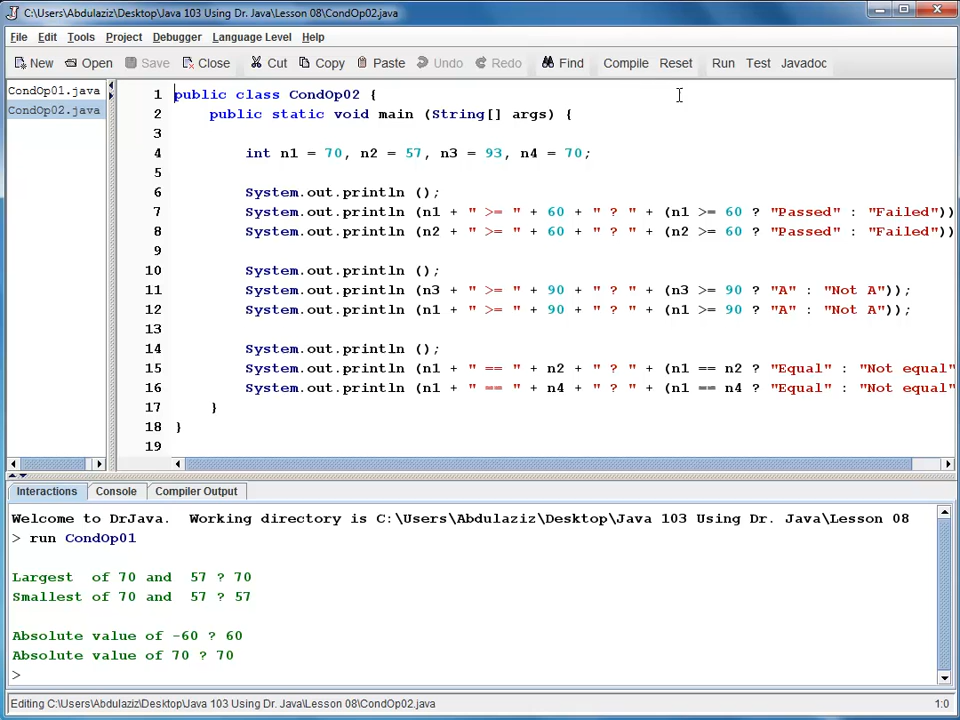 C:\Users\Abdulaziz\Desktop\Java 103 Using Dr. Java\Lesson 08\CondOp02.java
File Edit Tools Project Debugger Language Level Help
New Open Save Close Cut Copy Paste Undo Redo Find Compile Reset Run Test Javadoc
CondOp01.java
CondOp02.java
1 public class CondOp02 {
2 public static void main (String[] args) {
3
4 int n1 = 70, n2 = 57, n3 = 93, n4 = 70;
5
6 System.out.println ();
7 System.out.println (n1 + " >= " + 60 + " ? " + (n1 >= 60 ? "Passed" : "Failed"))
8 System.out.println (n2 + " >= " + 60 + " ? " + (n2 >= 60 ? "Passed" : "Failed"))
9
10 System.out.println ();
11 System.out.println (n3 + " >= " + 90 + " ? " + (n3 >= 90 ? "A" : "Not A"));
12 System.out.println (n1 + " >= " + 90 + " ? " + (n1 >= 90 ? "A" : "Not A"));
13
14 System.out.println ();
15 System.out.println (n1 + " == " + n2 + " ? " + (n1 == n2 ? "Equal" : "Not equal"
16 System.out.println (n1 + " == " + n4 + " ? " + (n1 == n4 ? "Equal" : "Not equal"
17 }
18 }
19
Interactions Console Compiler Output
Welcome to DrJava. Working directory is C:\Users\Abdulaziz\Desktop\Java 103 Using Dr. Java\Lesson 08
> run CondOp01
Largest of 70 and 57 ? 70
Smallest of 70 and 57 ? 57
Absolute value of -60 ? 60
Absolute value of 70 ? 70
>
Editing C:\Users\Abdulaziz\Desktop\Java 103 Using Dr. Java\Lesson 08\CondOp02.java 1:0